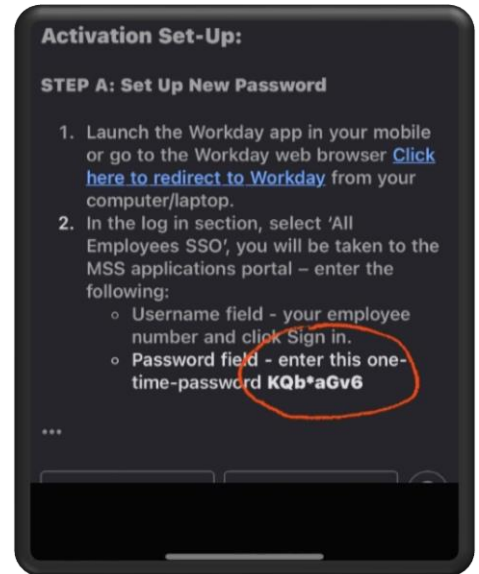 Activation Set-Up:
STEP A: Set Up New Password
1. Launch the Workday app in your mobile
or go to the Workday web browser Click
here to redirect to Workday from your
computer/laptop.
2. In the log in section, select ‘All
Employees SSO’, you will be taken to the
MSS applications portal – enter the
following:
◦ Username field - your employee
number and click Sign in.
◦ Password field - enter this one-
time-password KQb*aGv6
...